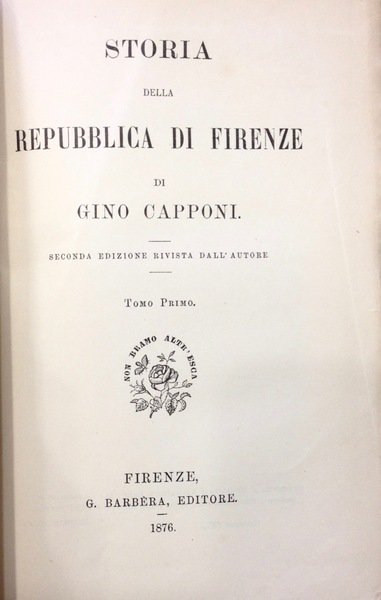 STORIA
DELLA
REPUBBLICA DI FIRENZE
DI
GINO CAPPONI.
SECONDA EDIZIONE RIVISTA DALL'AUTORE
TOMO PRIMO.
NON BRAMO ALTR'ESCA
FIRENZE,
G. BARBÈRA, EDITORE.
1876.